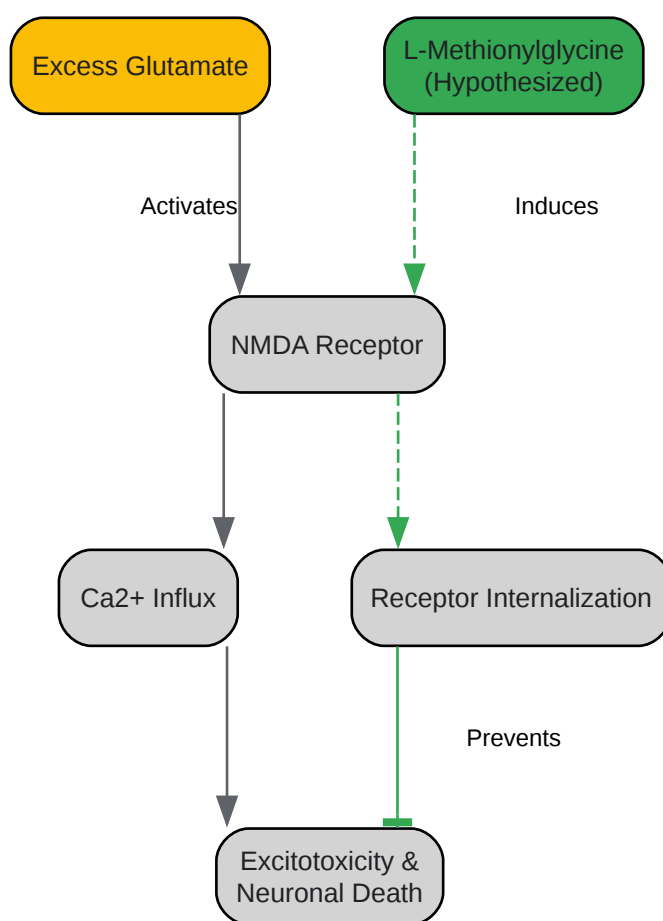 Excess Glutamate
L-Methionylglycine
(Hypothesized)
Activates
Induces
NMDA Receptor
Ca2+ Influx
Receptor Internalization
Prevents
Excitotoxicity &
Neuronal Death